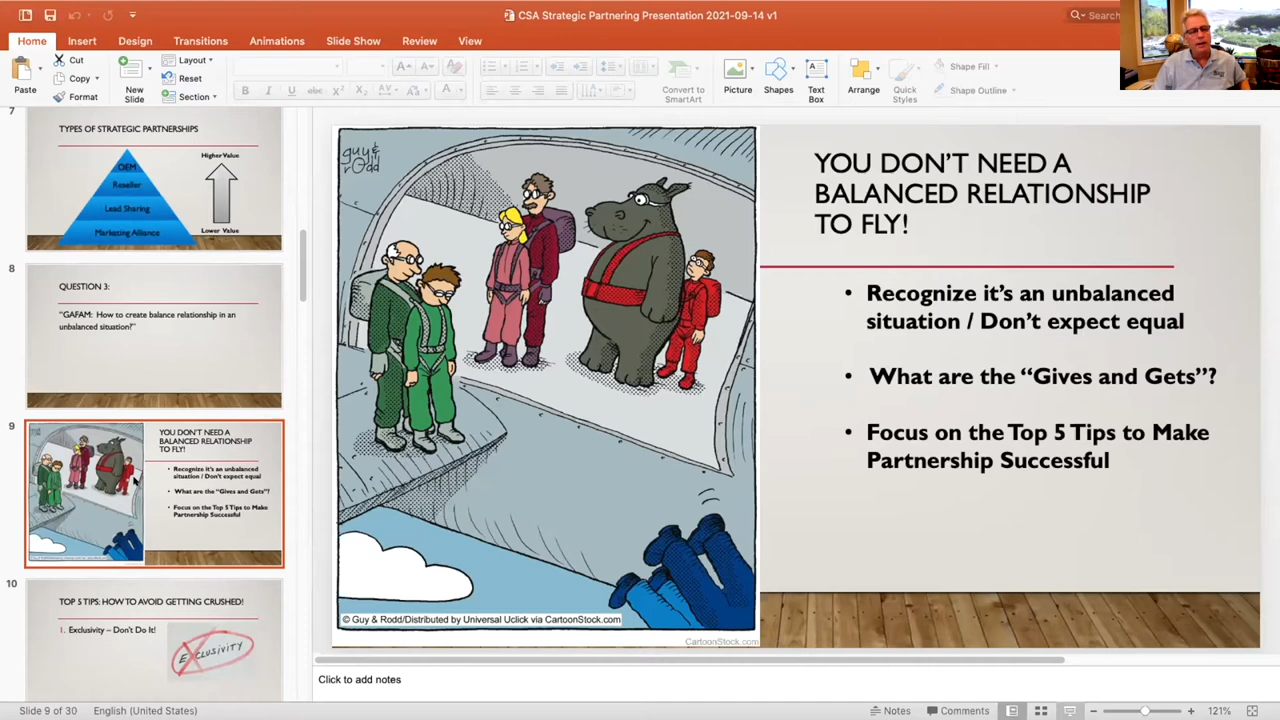 CSA Strategic Partnering Presentation 2021-09-14 v1
Search
Home
Insert
Design
Transitions
Animations
Slide Show
Review
View
Paste
Cut
Copy
Format
New
Slide
Layout
Reset
Section
B
I
U
abc
X²
X₂
AV
Aa
A
Convert to
SmartArt
Picture
Shapes
Text
Box
Arrange
Quick
Styles
Shape Fill
Shape Outline
7
TYPES OF STRATEGIC PARTNERSHIPS
OEM
Reseller
Lead Sharing
Marketing Alliance
Higher Value
Lower Value
8
QUESTION 3:
“GAFAM: How to create balance relationship in an
unbalanced situation?”
9
YOU DON'T NEED A
BALANCED RELATIONSHIP
TO FLY!
• Recognize it's an unbalanced
situation / Don't expect equal
• What are the “Gives and Gets”?
• Focus on the Top 5 Tips to Make
Partnership Successful
10
TOP 5 TIPS: HOW TO AVOID GETTING CRUSHED!
1. Exclusivity – Don't Do It!
EXCLUSIVITY
guy &
rodd
© Guy & Rodd/Distributed by Universal Uclick via CartoonStock.com
CartoonStock.com
YOU DON'T NEED A
BALANCED RELATIONSHIP
TO FLY!
• Recognize it's an unbalanced
situation / Don't expect equal
• What are the “Gives and Gets”?
• Focus on the Top 5 Tips to Make
Partnership Successful
Click to add notes
Slide 9 of 30
English (United States)
Notes
Comments
121%